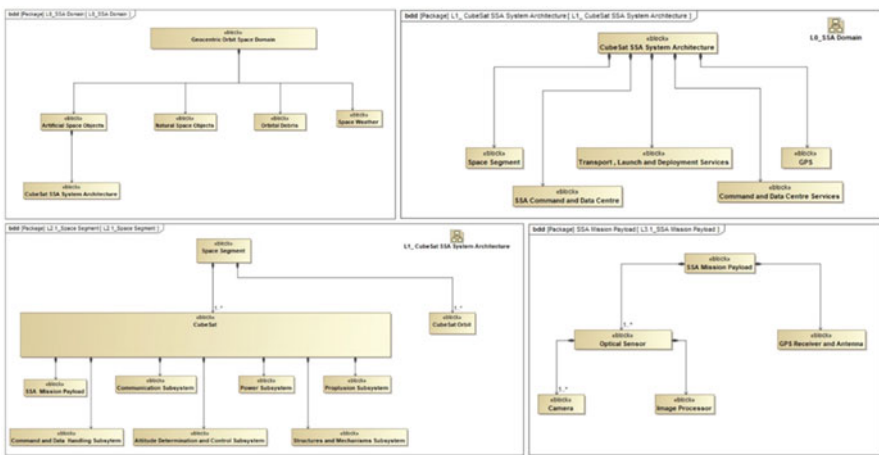 bdd [Package] L0_SSA Domain [ L0_SSA Domain ]
«block»
Geocentric Orbit Space Domain
«block»
Artificial Space Objects
«block»
Natural Space Objects
«block»
Orbital Debris
«block»
Space Weather
«block»
CubeSat SSA System Architecture
bdd [Package] L1_ CubeSat SSA System Architecture [ L1_ CubeSat SSA System Architecture ]
L0_SSA Domain
«block»
CubeSat SSA System Architecture
«block»
Space Segment
«block»
Transport , Launch and Deployment Services
«block»
GPS
«block»
SSA Command and Data Centre
«block»
Command and Data Centre Services
bdd [Package] L2.1_Space Segment [ L2.1_Space Segment ]
L1_ CubeSat SSA System Architecture
«block»
Space Segment
1..*
1..*
«block»
CubeSat
«block»
CubeSat Orbit
«block»
SSA Mission Payload
«block»
Communication Subsystem
«block»
Power Subsystem
«block»
Proplusion Subsystem
«block»
Command and Data Handling Subsytem
«block»
Attitude Determination and Control Subsystem
«block»
Structures and Mechanisms Subsystem
bdd [Package] SSA Mission Payload [ L3.1_SSA Mission Payload ]
«block»
SSA Mission Payload
1..*
«block»
Optical Sensor
«block»
GPS Receiver and Antenna
1..*
«block»
Camera
«block»
Image Processor